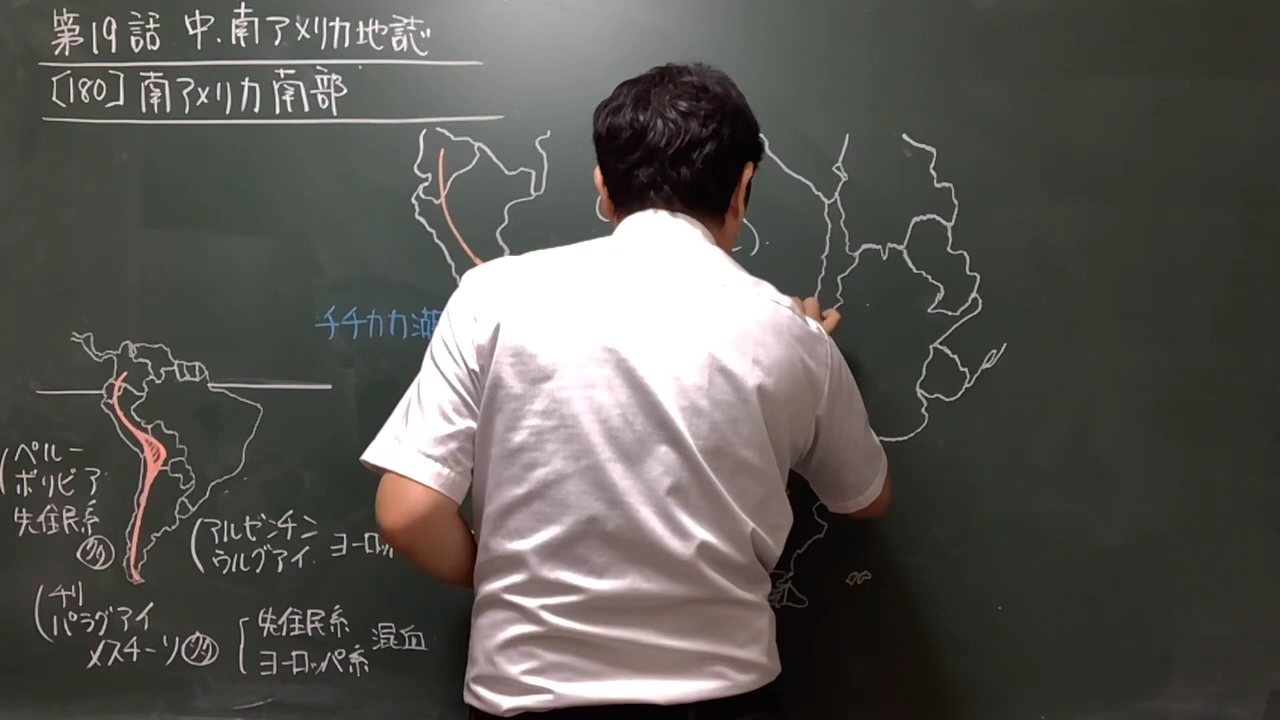 第19話 中.南アメリカ地誌
[180] 南アメリカ南部
チチカカ湖
ペルー
ボリビア
先住民系
多
アルゼンチン
ウルグアイ
ヨーロッ
チリ
パラグアイ
メスチーソ 多
先住民系
ヨーロッパ系
混血